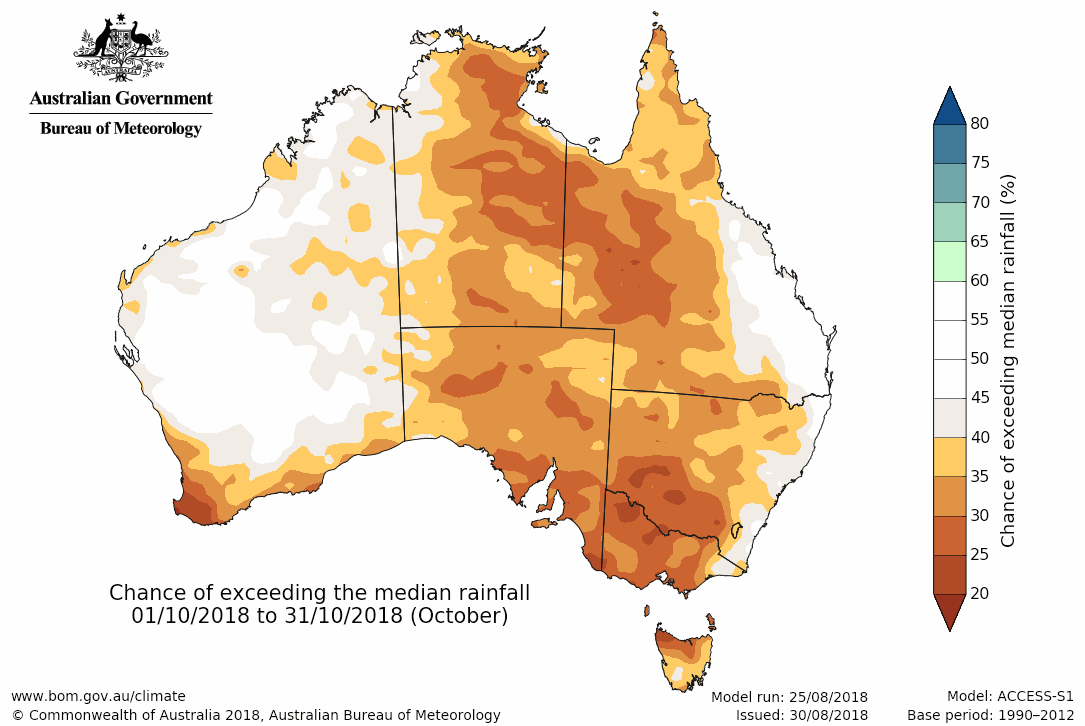 Australian Government
Bureau of Meteorology
80
75
70
65
60
55
50
45
40
35
30
25
20
Chance of exceeding median rainfall (%)
Chance of exceeding the median rainfall
01/10/2018 to 31/10/2018 (October)
www.bom.gov.au/climate
© Commonwealth of Australia 2018, Australian Bureau of Meteorology
Model run: 25/08/2018
Issued: 30/08/2018
Model: ACCESS-S1
Base period: 1990–2012